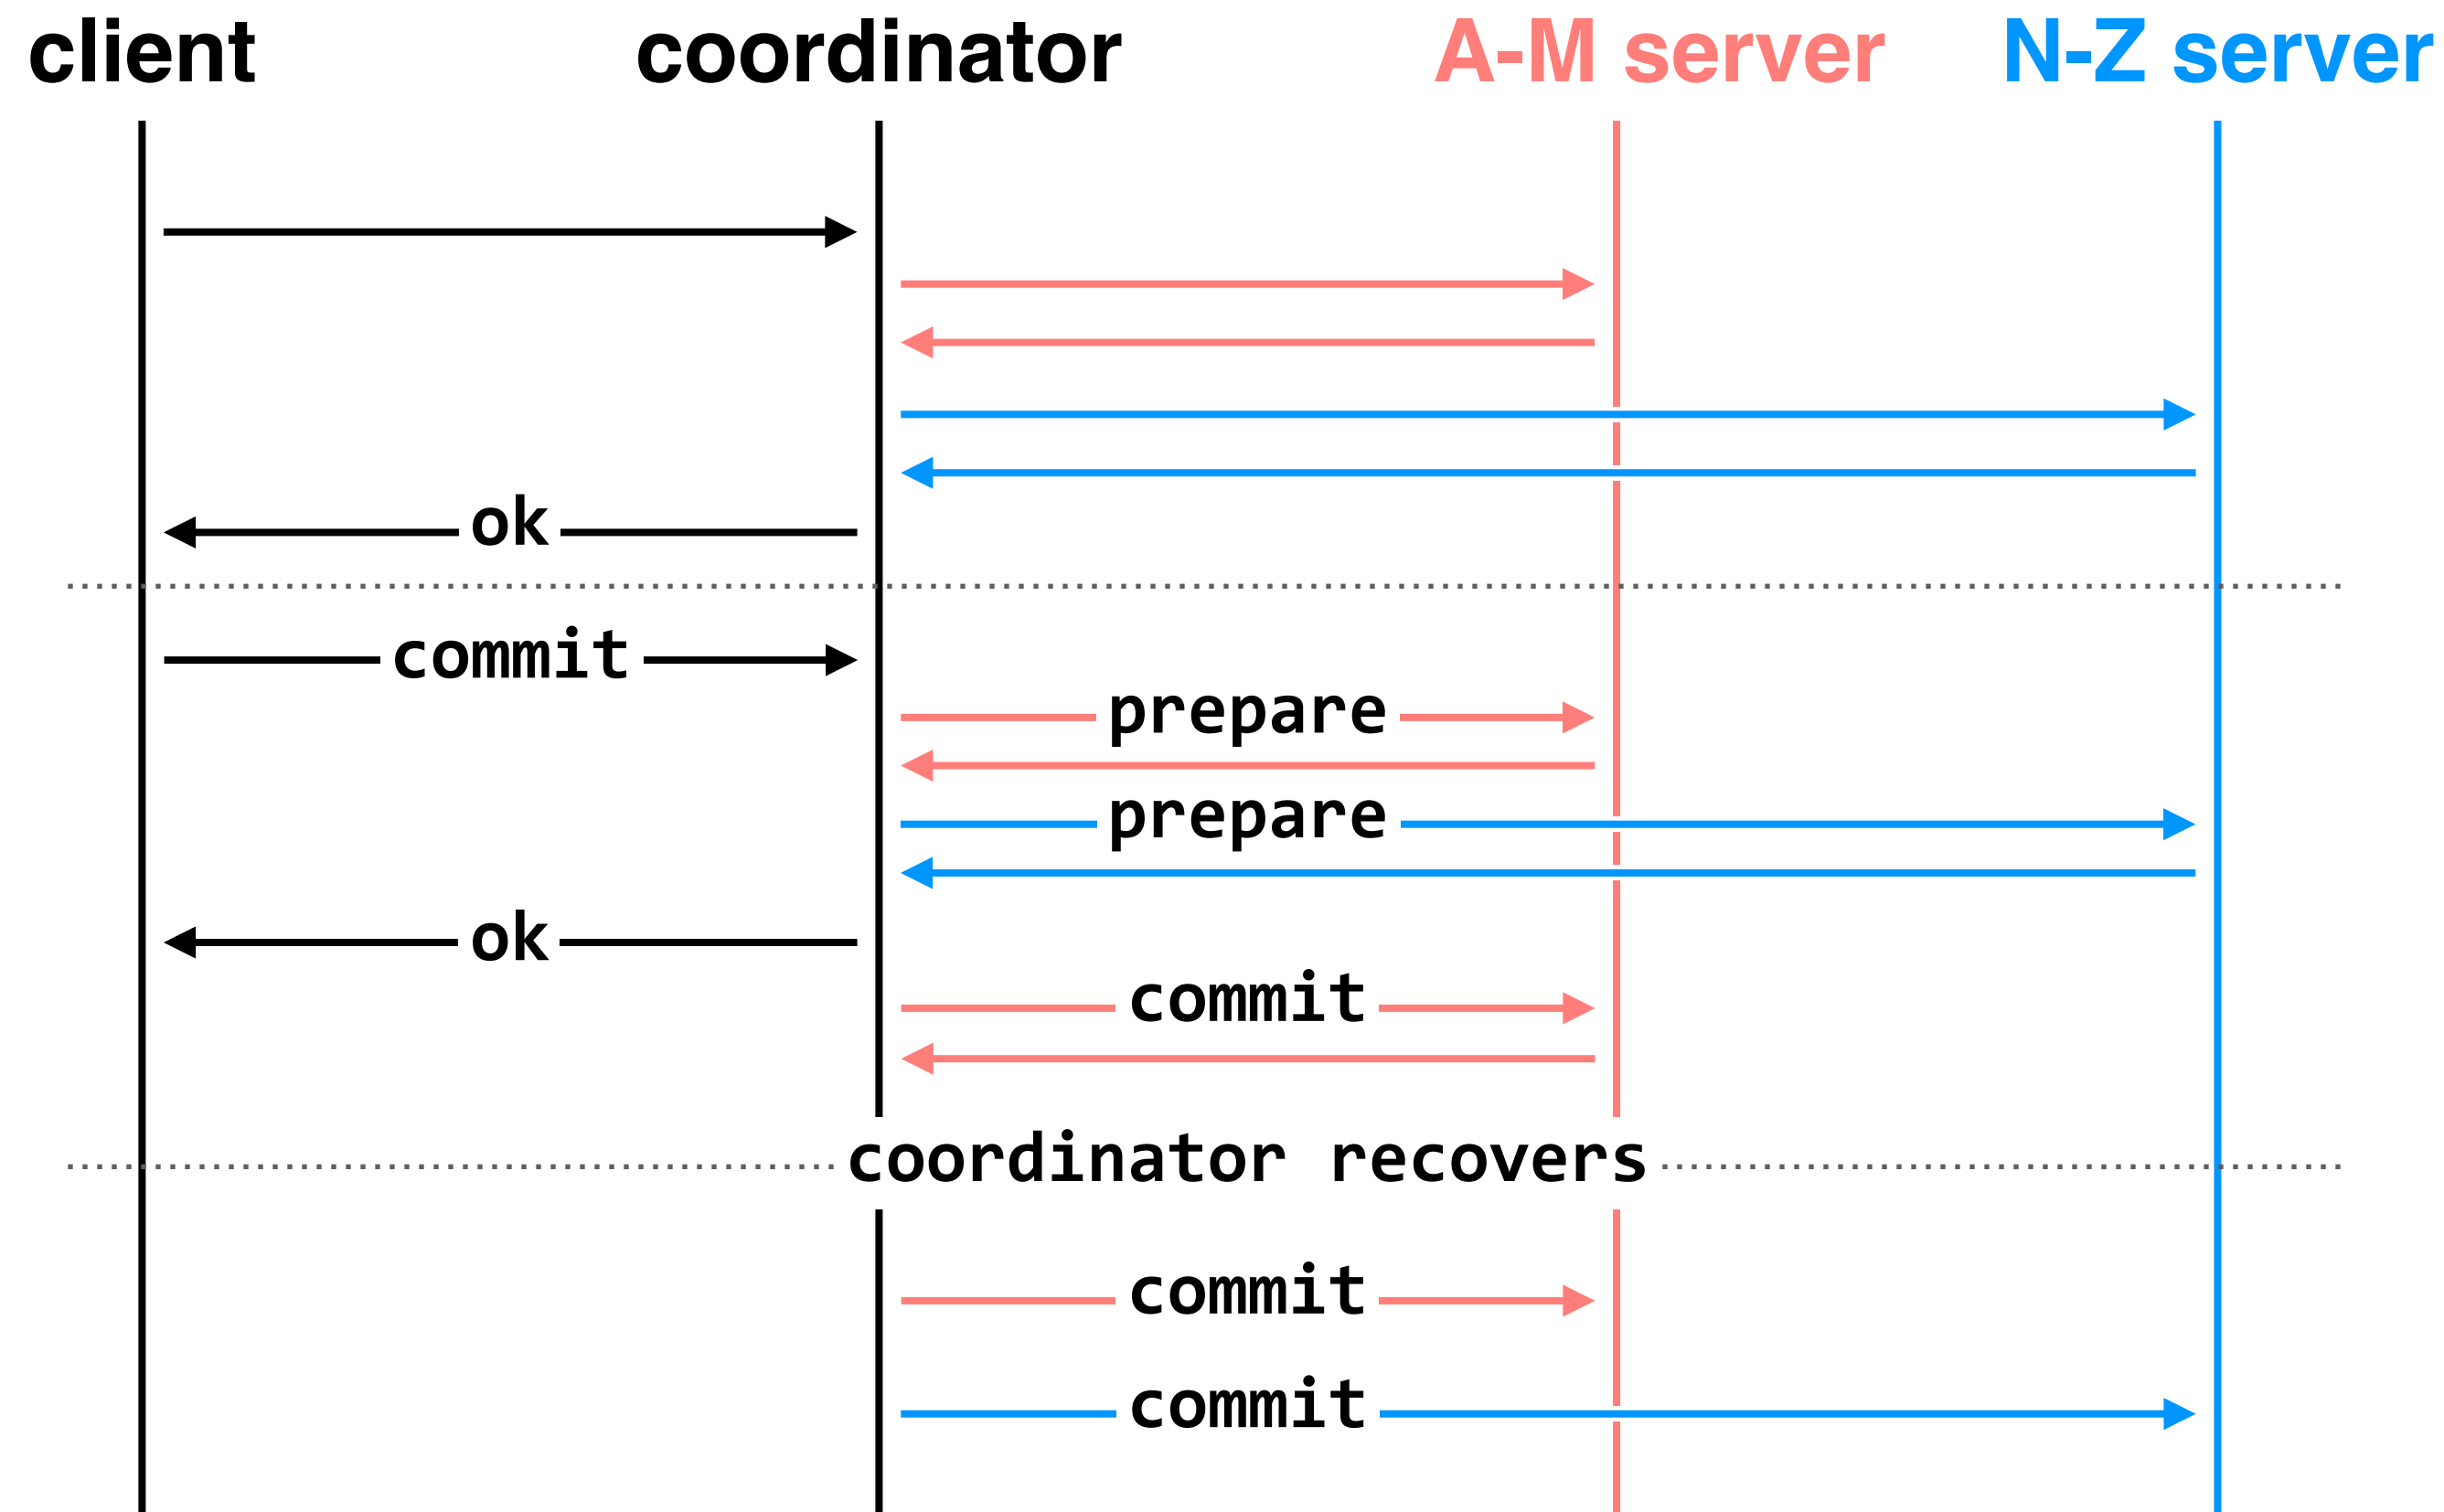 client coordinator A-M server N-Z server
ok
commit
prepare
prepare
ok
commit
coordinator recovers
commit
commit